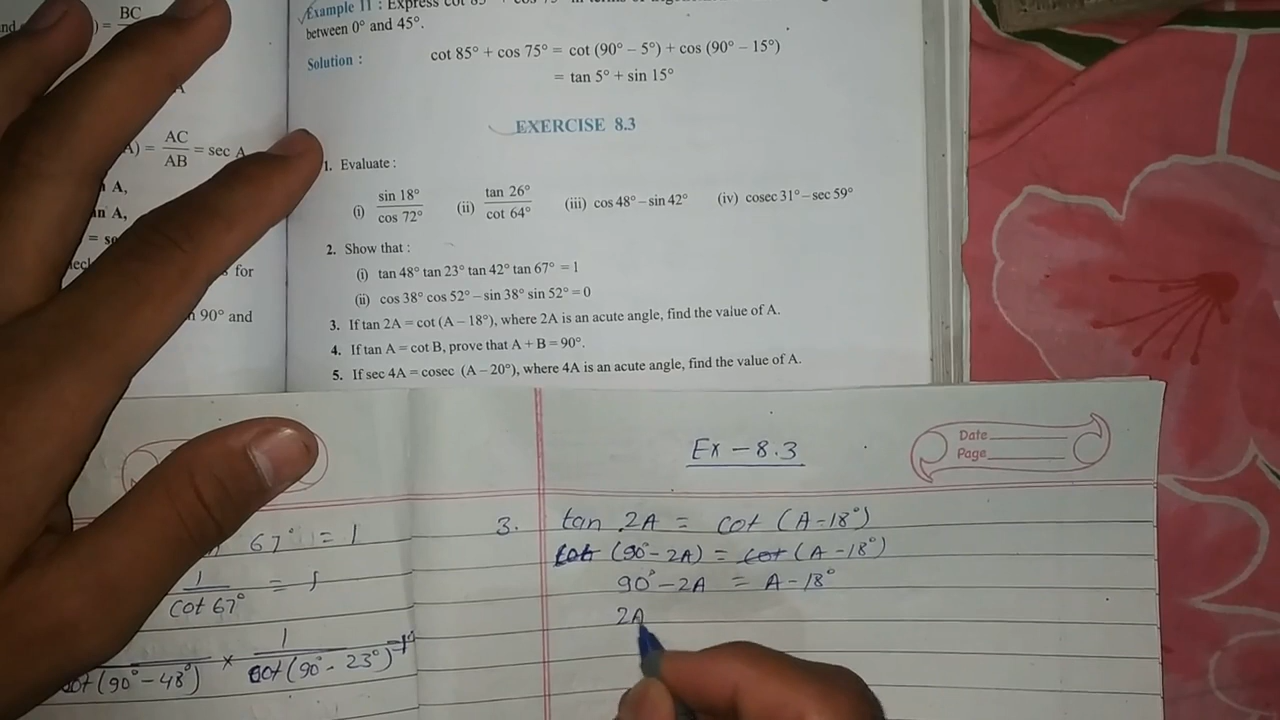 BC
) =
Example 11 : Express
between 0° and 45°.
Solution :
cot 85° + cos 75° = cot (90° – 5°) + cos (90° – 15°)
= tan 5° + sin 15°
EXERCISE 8.3
AC
A) = = sec A
AB
A,
A,
for
90° and
1. Evaluate :
(i) sin 18° / cos 72° (ii) tan 26° / cot 64° (iii) cos 48° – sin 42° (iv) cosec 31° – sec 59°
2. Show that :
(i) tan 48° tan 23° tan 42° tan 67° = 1
(ii) cos 38° cos 52° – sin 38° sin 52° = 0
3. If tan 2A = cot (A – 18°), where 2A is an acute angle, find the value of A.
4. If tan A = cot B, prove that A + B = 90°.
5. If sec 4A = cosec (A – 20°), where 4A is an acute angle, find the value of A.
Ex – 8.3
Date
Page
67° = 1
1 / cot 67° = 1
cot (90° – 48°) × 1 / cot (90° – 23°)
3. tan 2A = cot (A – 18°)
cot (90° – 2A) = cot (A – 18°)
90° – 2A = A – 18°
2A